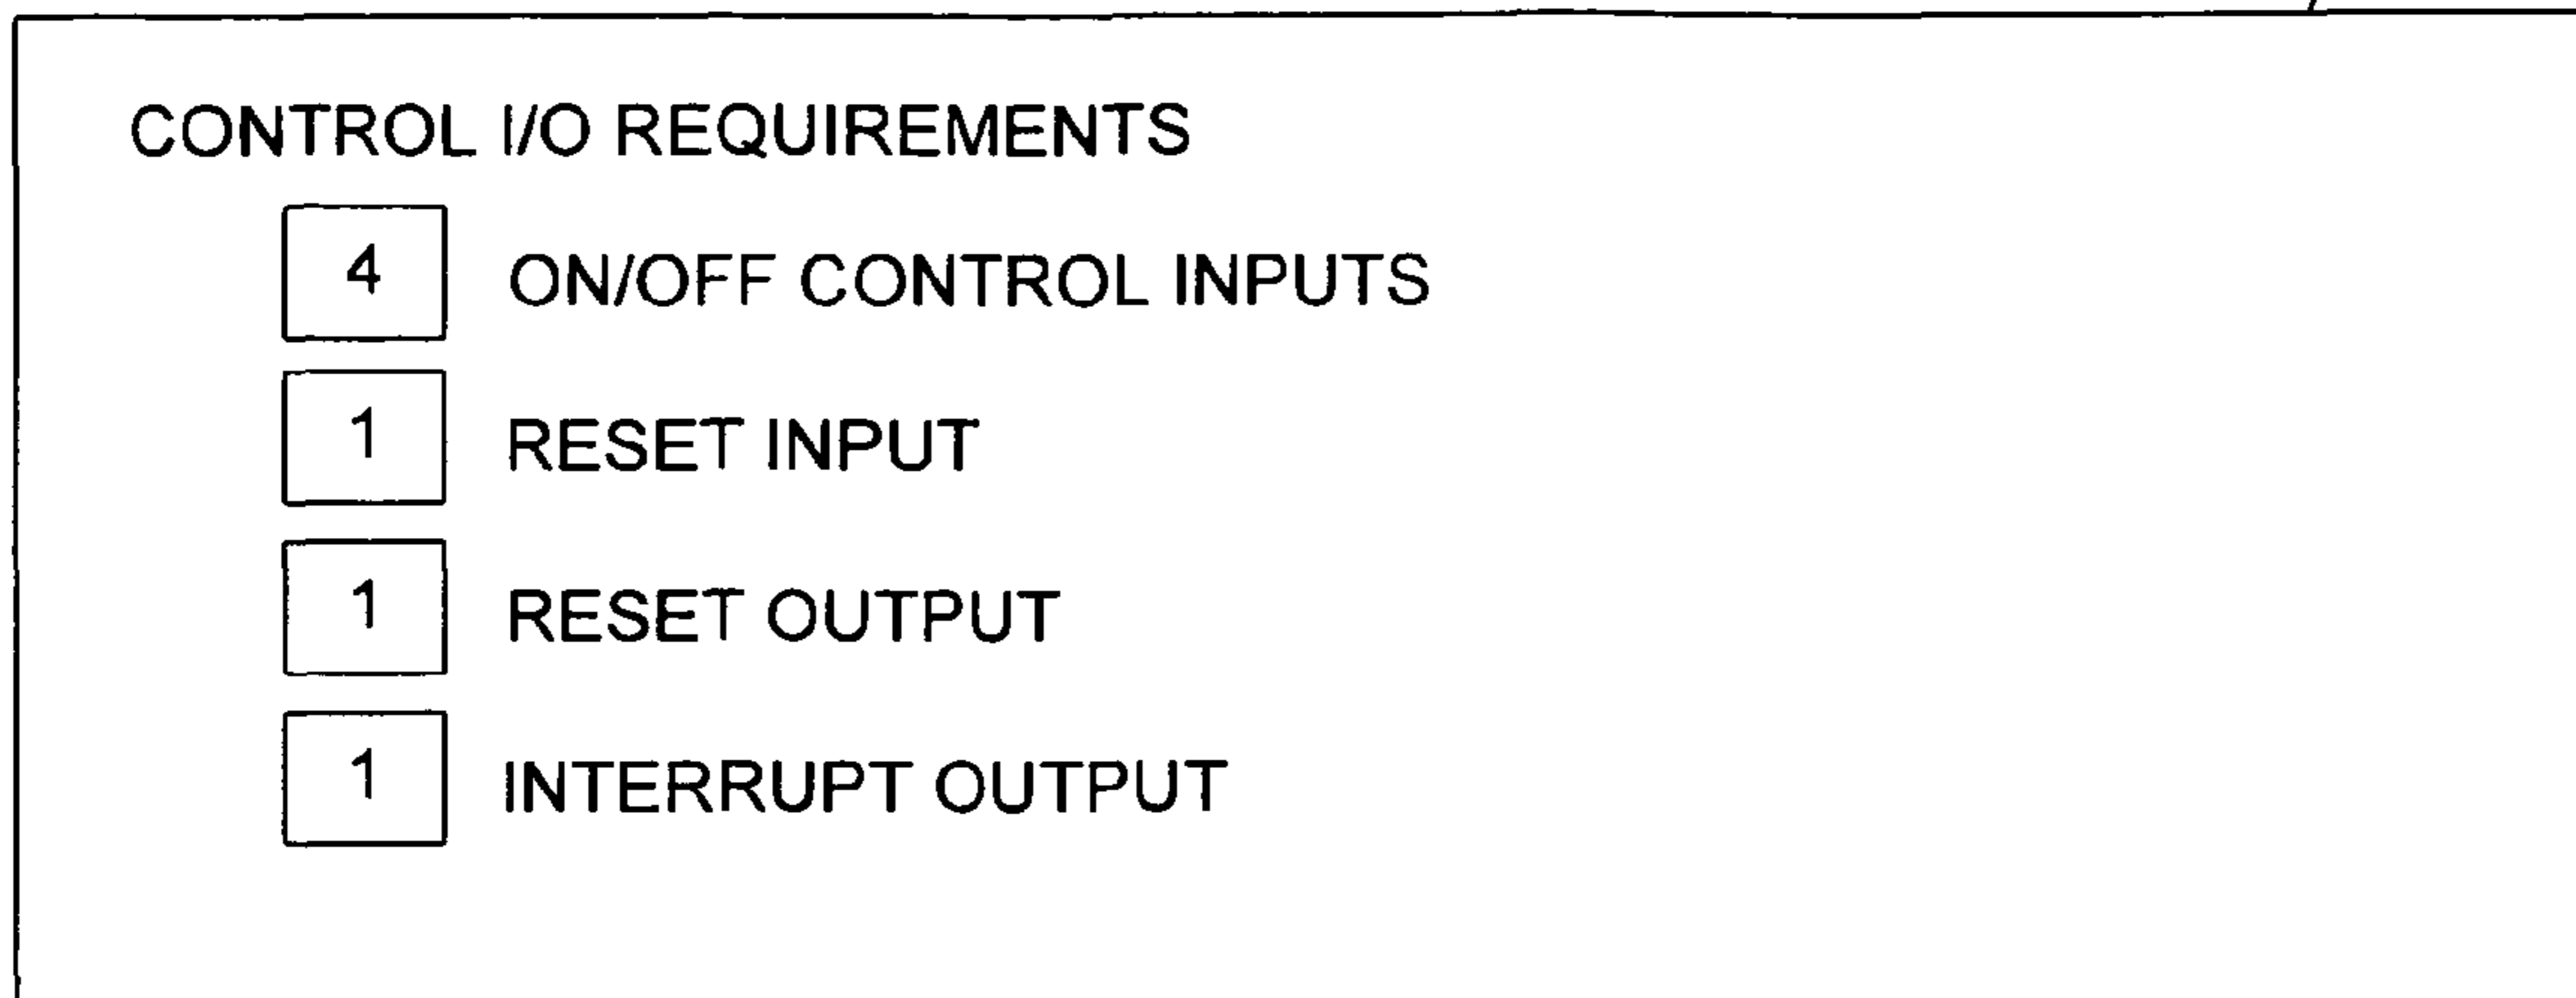 CONTROL I/O REQUIREMENTS
4 ON/OFF CONTROL INPUTS
1 RESET INPUT
1 RESET OUTPUT
1 INTERRUPT OUTPUT